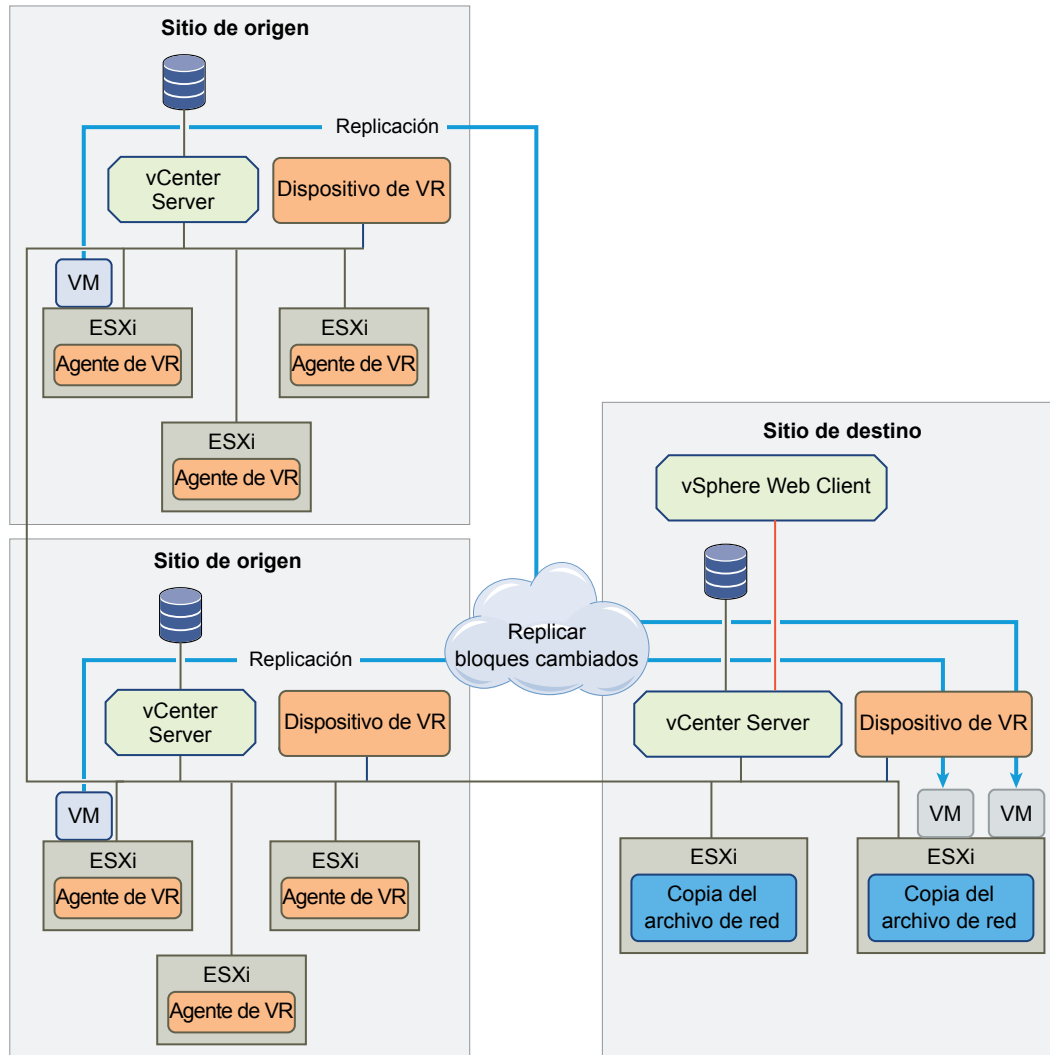 Sitio de origen
Replicación
vCenter
Server
Dispositivo de VR
VM
ESXi
Agente de VR
ESXi
Agente de VR
ESXi
Agente de VR
Sitio de origen
Replicación
vCenter
Server
Dispositivo de VR
VM
ESXi
Agente de VR
ESXi
Agente de VR
ESXi
Agente de VR
Replicar
bloques cambiados
Sitio de destino
vSphere Web Client
vCenter Server
Dispositivo de VR
VM
VM
ESXi
Copia del
archivo de red
ESXi
Copia del
archivo de red